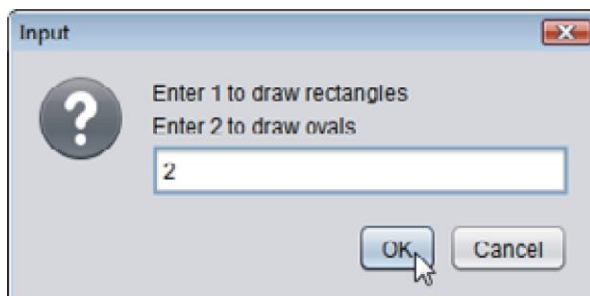 Input
Enter 1 to draw rectangles
Enter 2 to draw ovals
2
OK Cancel